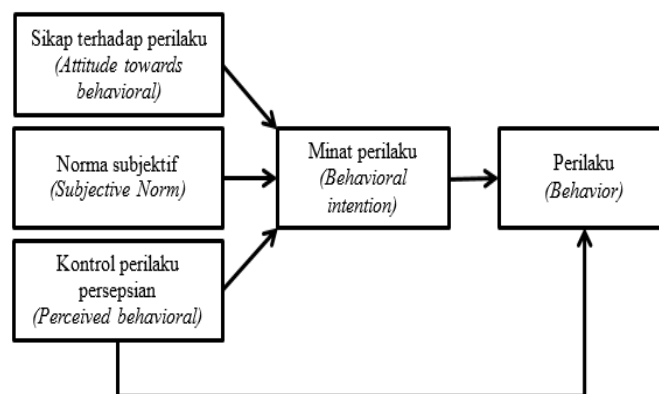 Sikap terhadap perilaku
(Attitude towards
behavioral)
Norma subjektif
(Subjective Norm)
Kontrol perilaku
persepsian
(Perceived behavioral)
Minat perilaku
(Behavioral
intention)
Perilaku
(Behavior)